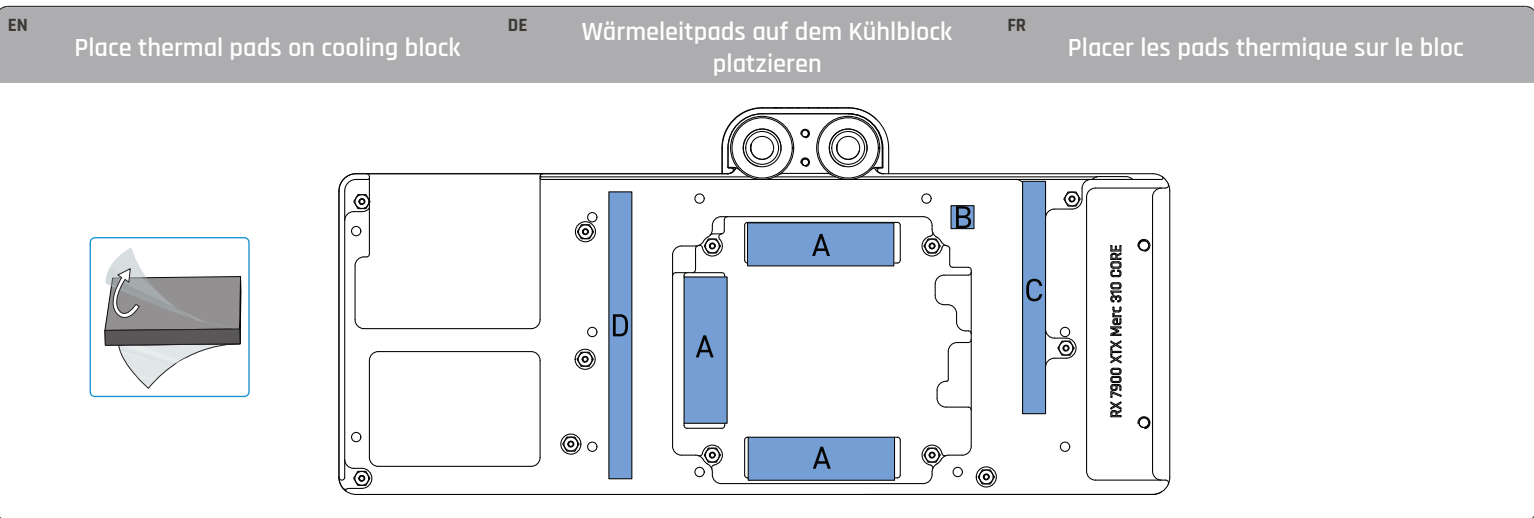 EN
Place thermal pads on cooling block
DE
Wärmeleitpads auf dem Kühlblock
platzieren
FR
Placer les pads thermique sur le bloc
A
B
C
D
A
A
RX 7900 XTX Merc 310 CORE